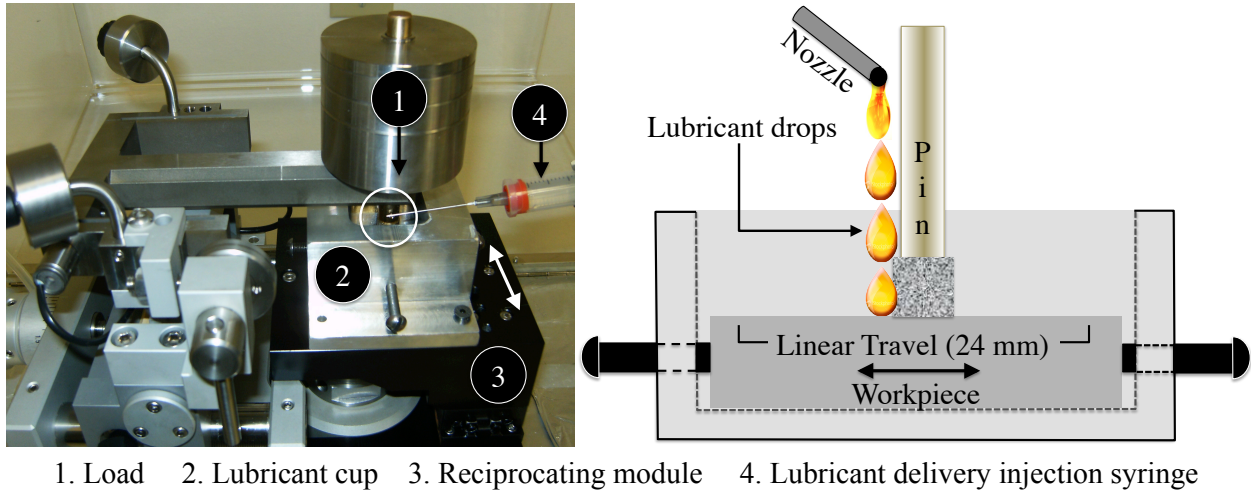 1
4
2
3
Nozzle
Lubricant drops
Pin
Linear Travel (24 mm)
Workpiece
1. Load 2. Lubricant cup 3. Reciprocating module 4. Lubricant delivery injection syringe